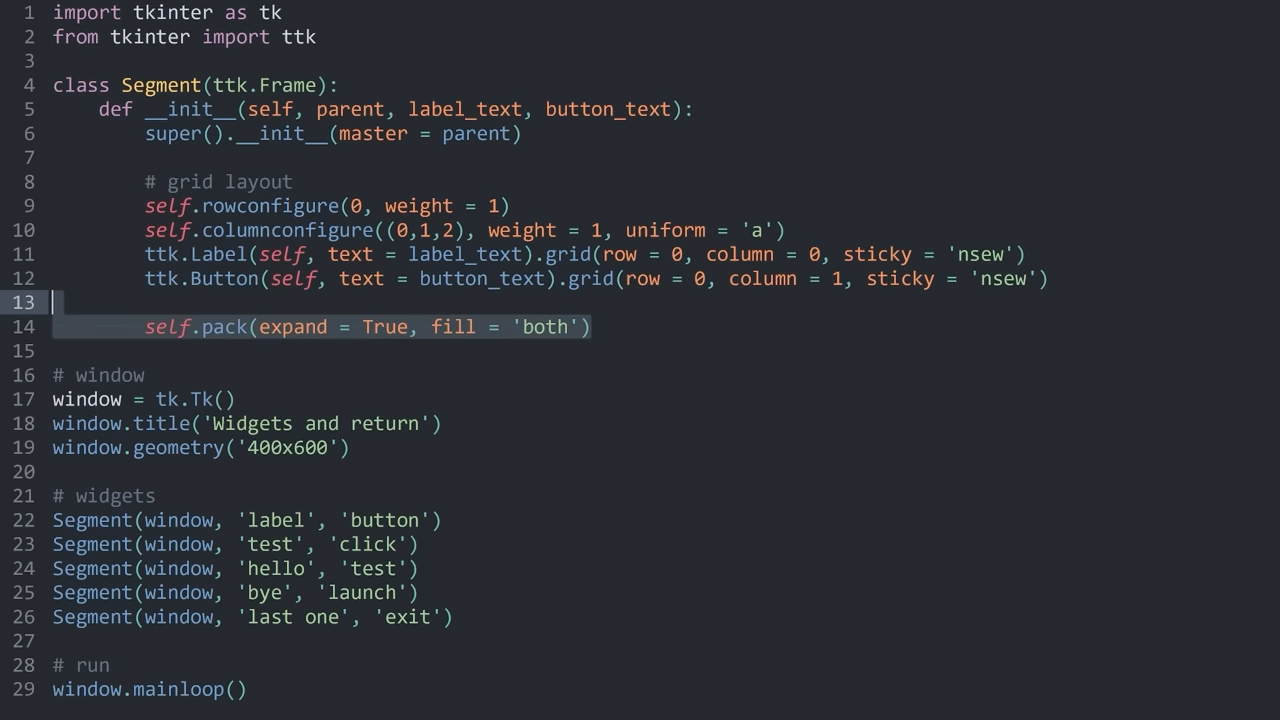 1 import tkinter as tk
2 from tkinter import ttk
3
4 class Segment(ttk.Frame):
5     def __init__(self, parent, label_text, button_text):
6         super().__init__(master = parent)
7
8         # grid layout
9         self.rowconfigure(0, weight = 1)
10         self.columnconfigure((0,1,2), weight = 1, uniform = 'a')
11         ttk.Label(self, text = label_text).grid(row = 0, column = 0, sticky = 'nsew')
12         ttk.Button(self, text = button_text).grid(row = 0, column = 1, sticky = 'nsew')
13
14         self.pack(expand = True, fill = 'both')
15
16 # window
17 window = tk.Tk()
18 window.title('Widgets and return')
19 window.geometry('400x600')
20
21 # widgets
22 Segment(window, 'label', 'button')
23 Segment(window, 'test', 'click')
24 Segment(window, 'hello', 'test')
25 Segment(window, 'bye', 'launch')
26 Segment(window, 'last one', 'exit')
27
28 # run
29 window.mainloop()